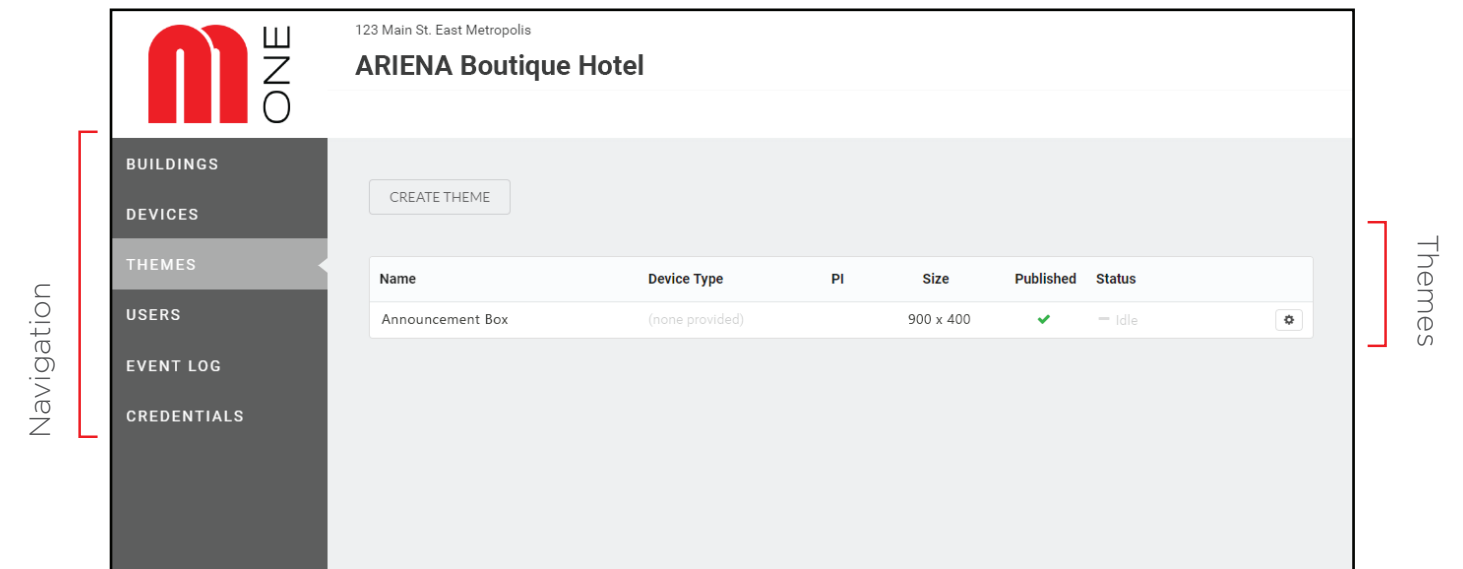 ONE
123 Main St. East Metropolis
ARIENA Boutique Hotel
Navigation
BUILDINGS
DEVICES
THEMES
USERS
EVENT LOG
CREDENTIALS
CREATE THEME
Name Device Type PI Size Published Status
Announcement Box (none provided) 900 x 400 Idle
Themes